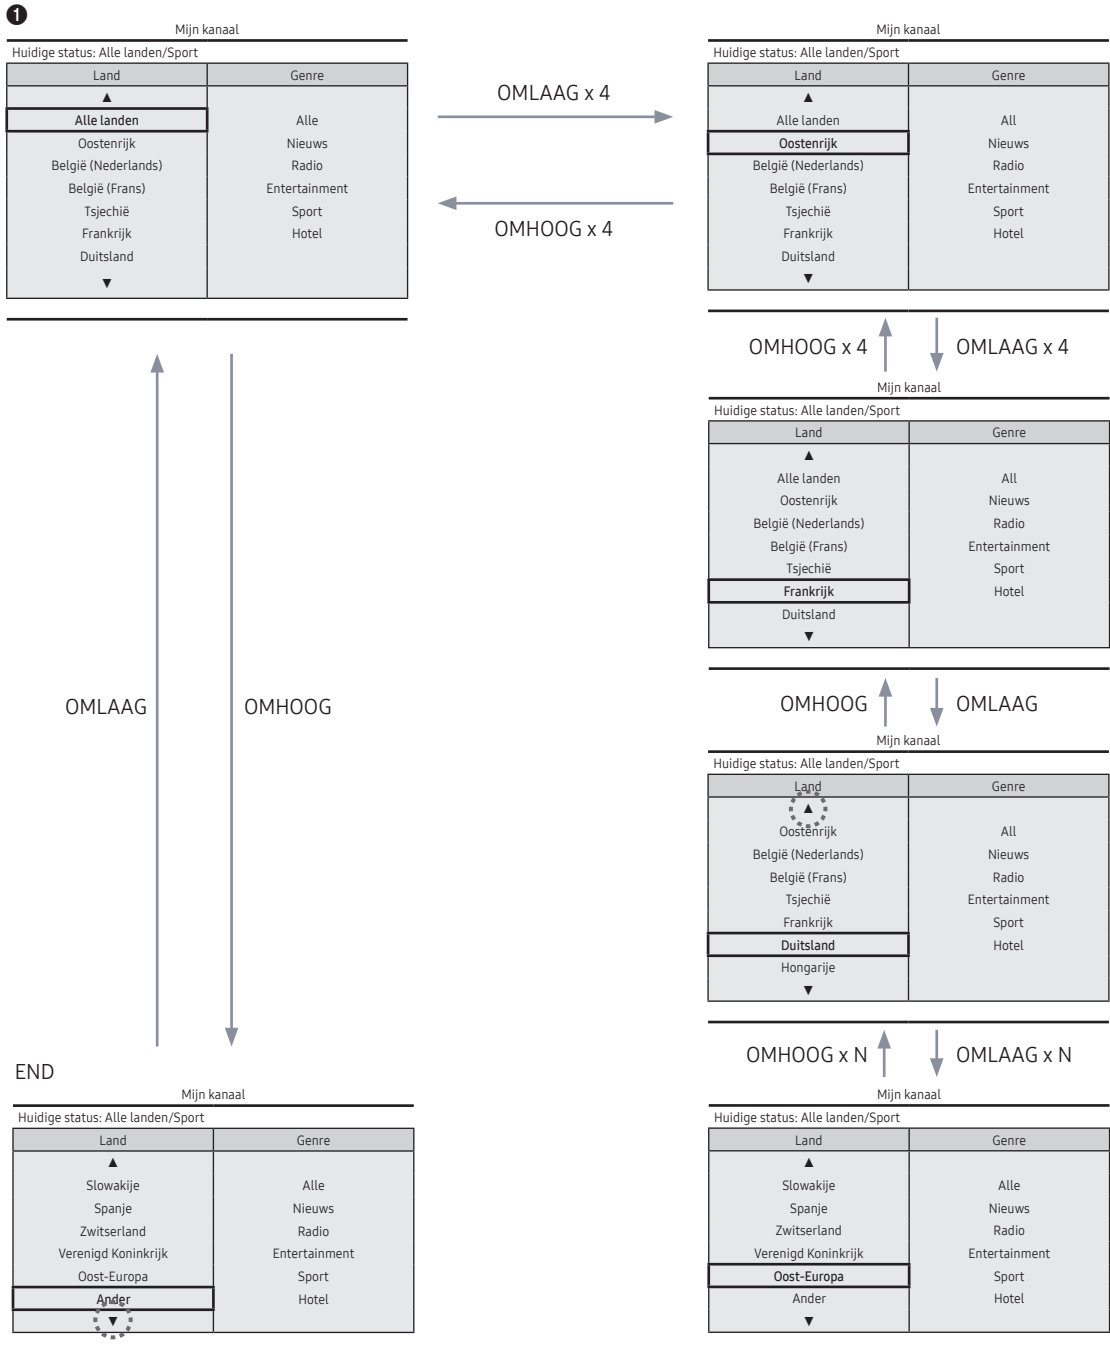 ❶
Mijn kanaal
Huidige status: Alle landen/Sport
Land Genre
▲
Alle landen Alle
Oostenrijk Nieuws
België (Nederlands) Radio
België (Frans) Entertainment
Tsjechië Sport
Frankrijk Hotel
Duitsland
▼
OMLAAG x 4
OMHOOG x 4
Mijn kanaal
Huidige status: Alle landen/Sport
Land Genre
▲
Alle landen All
Oostenrijk Nieuws
België (Nederlands) Radio
België (Frans) Entertainment
Tsjechië Sport
Frankrijk Hotel
Duitsland
▼
OMHOOG x 4 OMLAAG x 4
Mijn kanaal
Huidige status: Alle landen/Sport
Land Genre
▲
Alle landen All
Oostenrijk Nieuws
België (Nederlands) Radio
België (Frans) Entertainment
Tsjechië Sport
Frankrijk Hotel
Duitsland
▼
OMHOOG OMLAAG
Mijn kanaal
Huidige status: Alle landen/Sport
Land Genre
▲
Oostenrijk All
België (Nederlands) Nieuws
België (Frans) Radio
Tsjechië Entertainment
Frankrijk Sport
Duitsland Hotel
Hongarije
▼
OMHOOG x N OMLAAG x N
Mijn kanaal
Huidige status: Alle landen/Sport
Land Genre
▲
Slowakije Alle
Spanje Nieuws
Zwitserland Radio
Verenigd Koninkrijk Entertainment
Oost-Europa Sport
Ander Hotel
▼
OMLAAG OMHOOG
END
Mijn kanaal
Huidige status: Alle landen/Sport
Land Genre
▲
Slowakije Alle
Spanje Nieuws
Zwitserland Radio
Verenigd Koninkrijk Entertainment
Oost-Europa Sport
Ander Hotel
▼